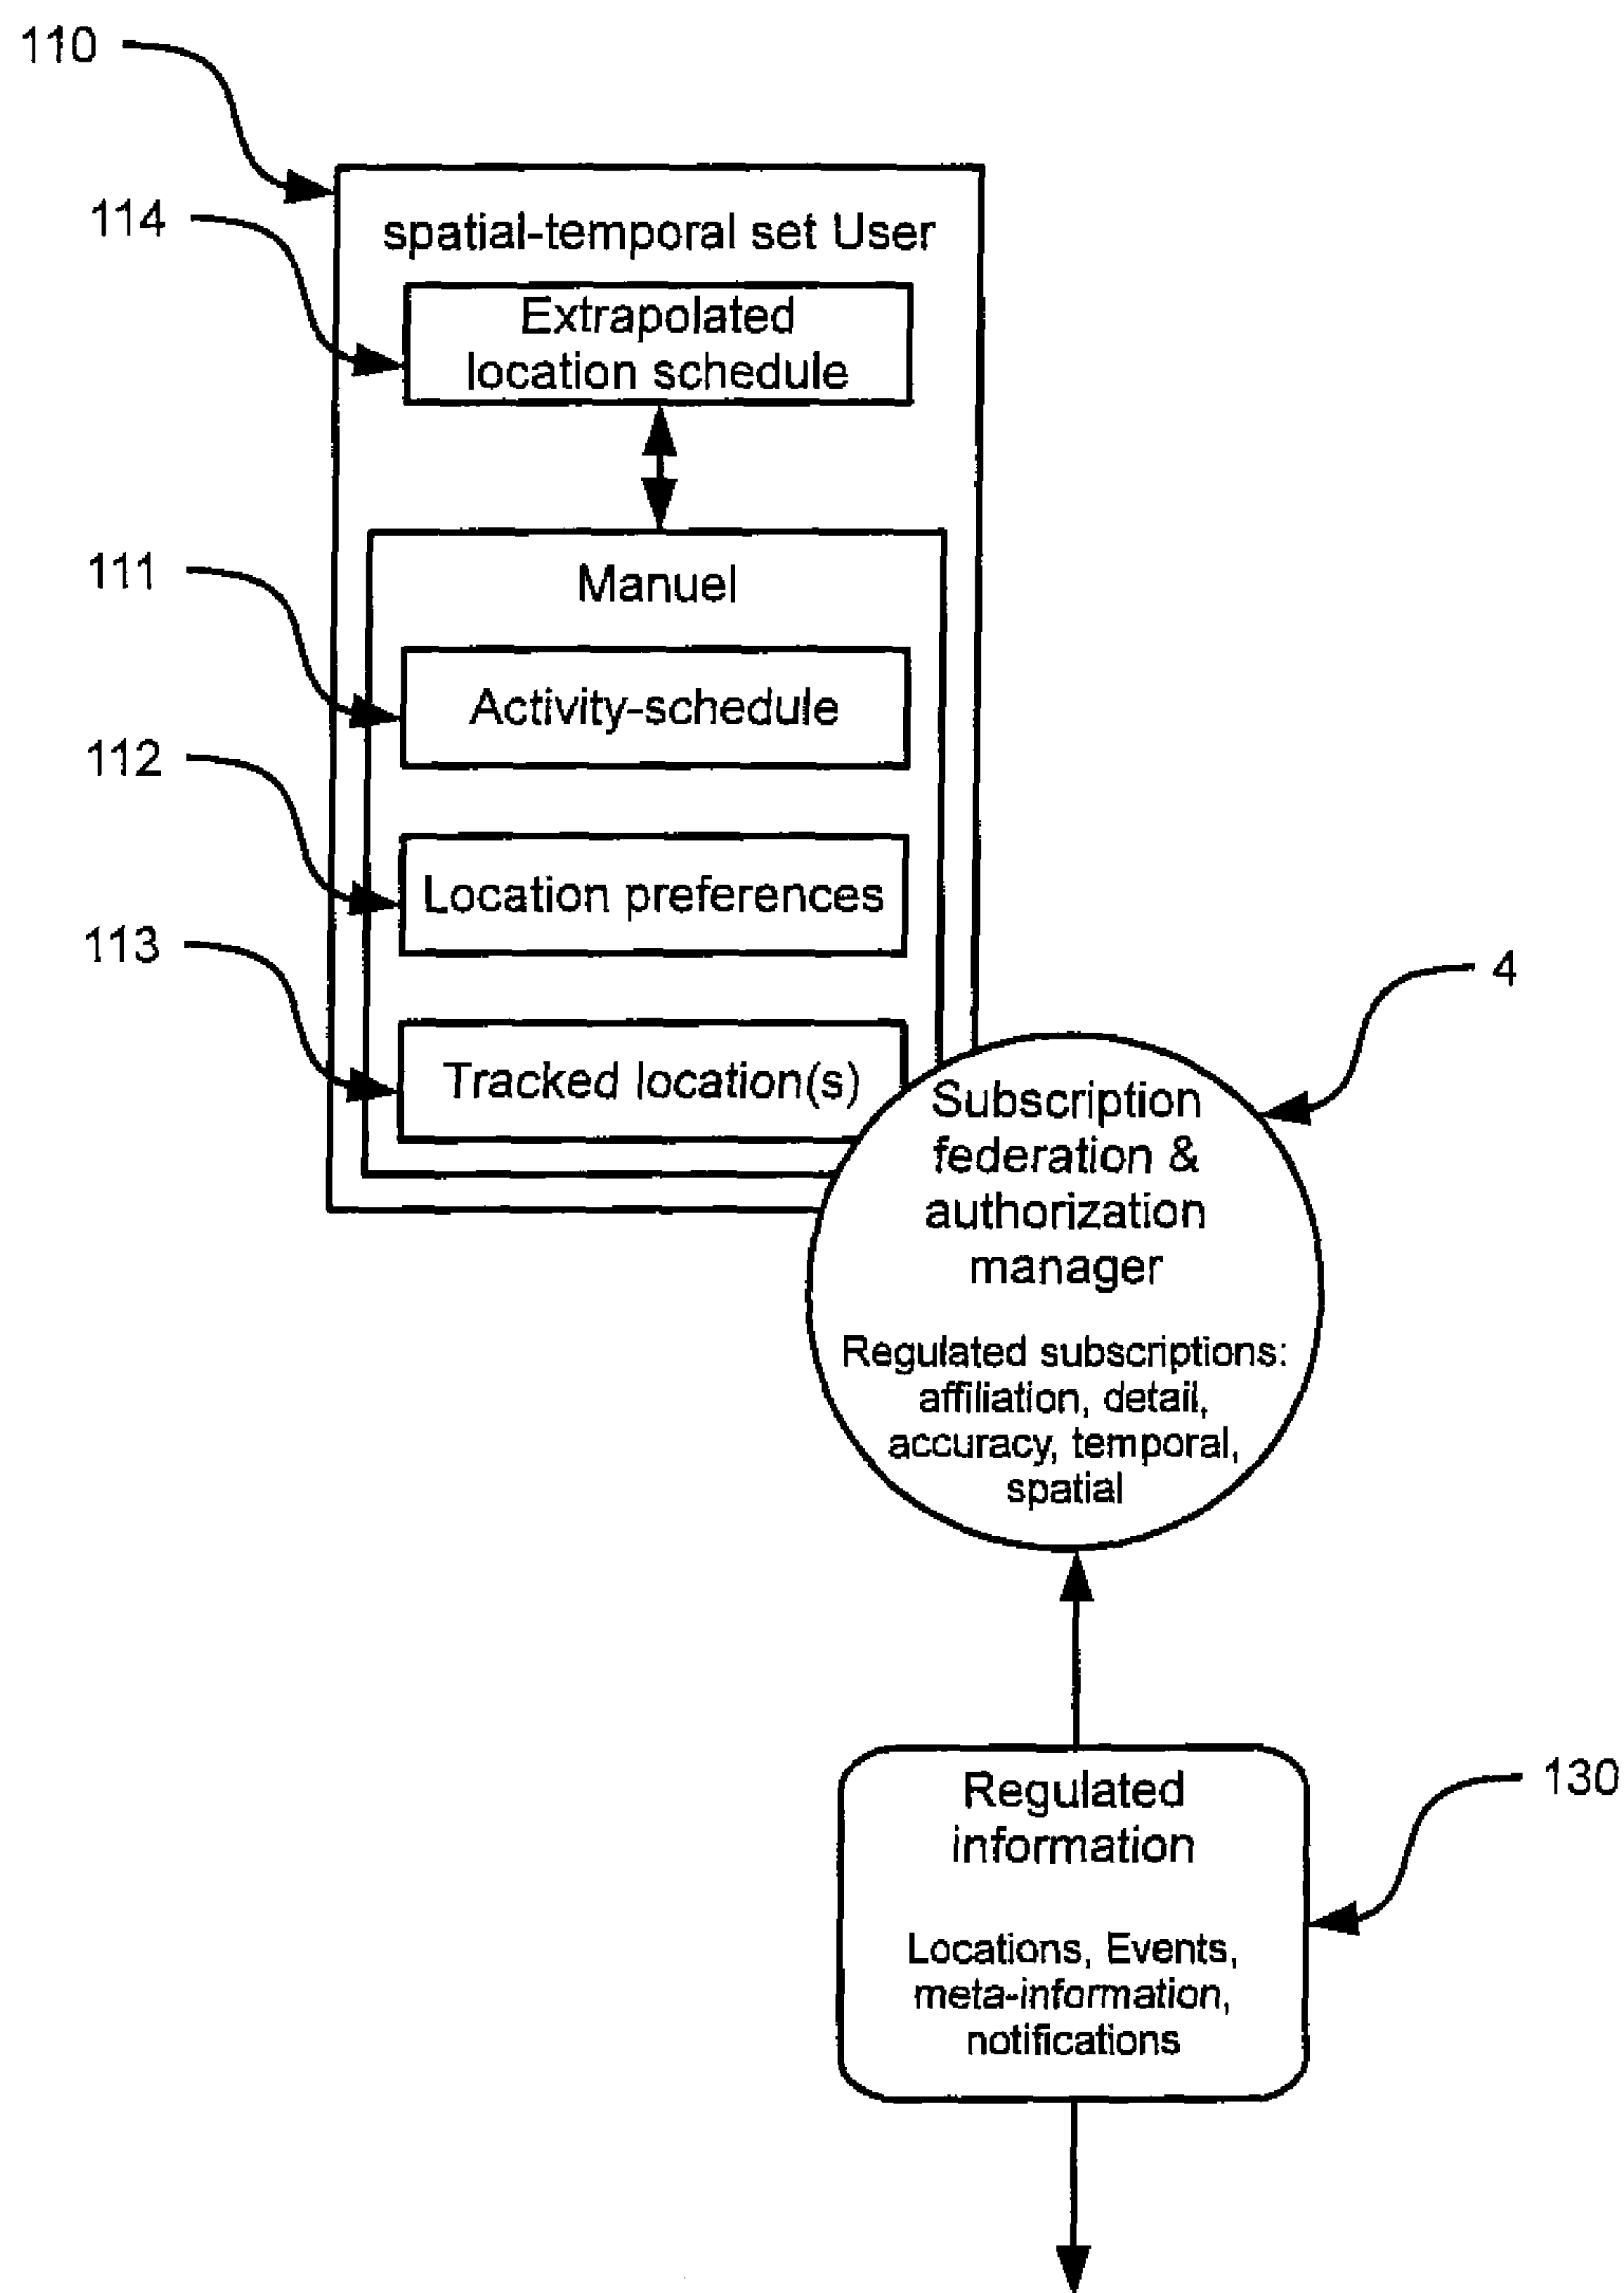 110
114
spatial-temporal set User
Extrapolated
location schedule
111
Manuel
Activity-schedule
112
Location preferences
113
Tracked location(s)
4
Subscription
federation &
authorization
manager
Regulated subscriptions:
affiliation, detail,
accuracy, temporal,
spatial
130
Regulated
information
Locations, Events,
meta-information,
notifications